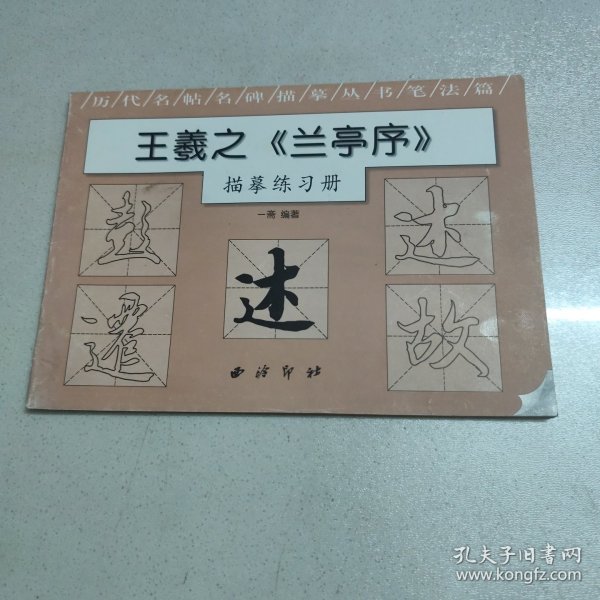 历代名帖名碑描摹丛书笔法篇
王羲之《兰亭序》
描摹练习册
一斋 编著
彭
述
述
迁
故
西泠印社
孔夫子旧书网
www.kongfz.com